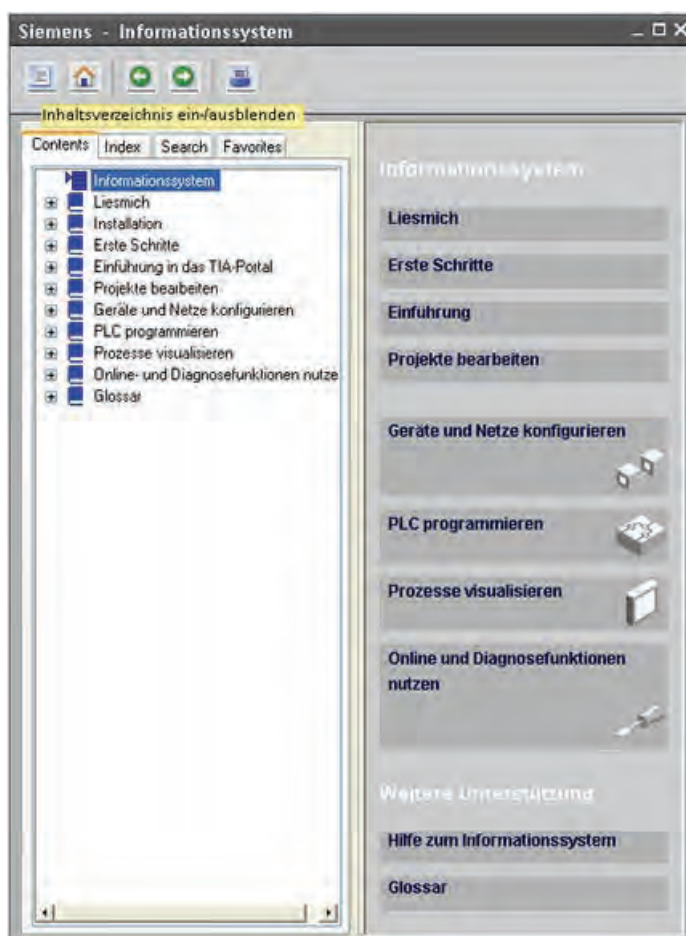 Siemens - Informationssystem
Inhaltsverzeichnis ein-/ausblenden
Contents Index Search Favorites
Informationssystem
Liesmich
Installation
Erste Schritte
Einführung in das TIA-Portal
Projekte bearbeiten
Geräte und Netze konfigurieren
PLC programmieren
Prozesse visualisieren
Online- und Diagnosefunktionen nutze
Glossar
Informationssystem
Liesmich
Erste Schritte
Einführung
Projekte bearbeiten
Geräte und Netze konfigurieren
PLC programmieren
Prozesse visualisieren
Online und Diagnosefunktionen
nutzen
Weitere Unterstützung
Hilfe zum Informationssystem
Glossar